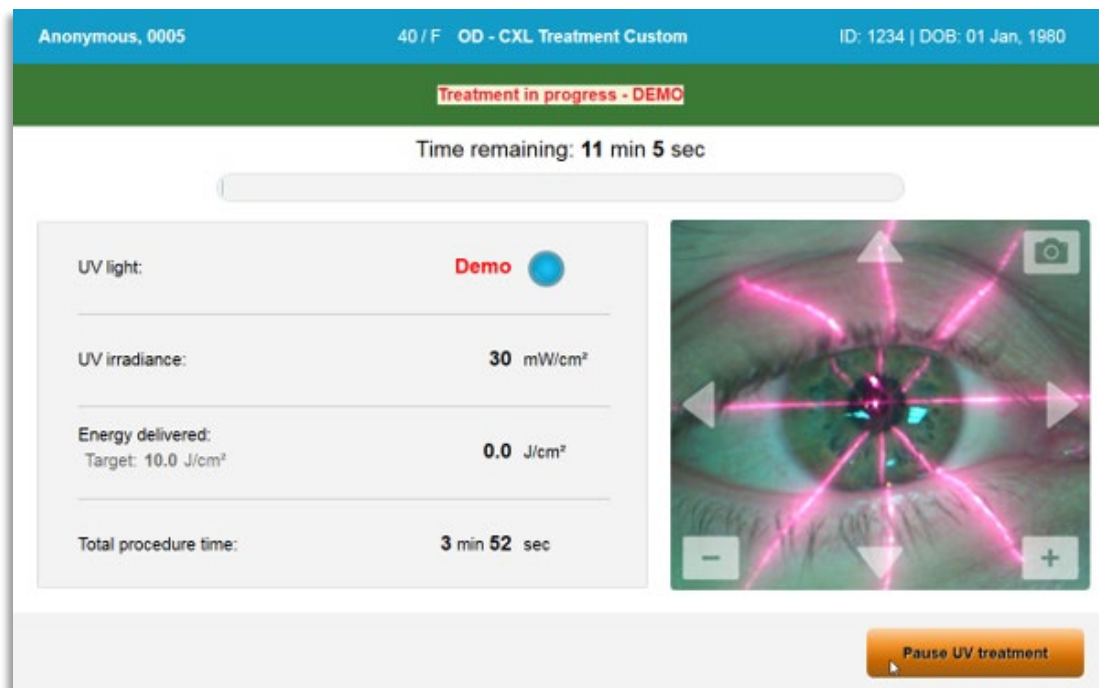 Anonymous, 0005 40 / F OD - CXL Treatment Custom ID: 1234 | DOB: 01 Jan, 1980
Treatment in progress - DEMO
Time remaining: 11 min 5 sec
UV light: Demo
UV irradiance: 30 mW/cm²
Energy delivered:
Target: 10.0 J/cm² 0.0 J/cm²
Total procedure time: 3 min 52 sec
− +
Pause UV treatment